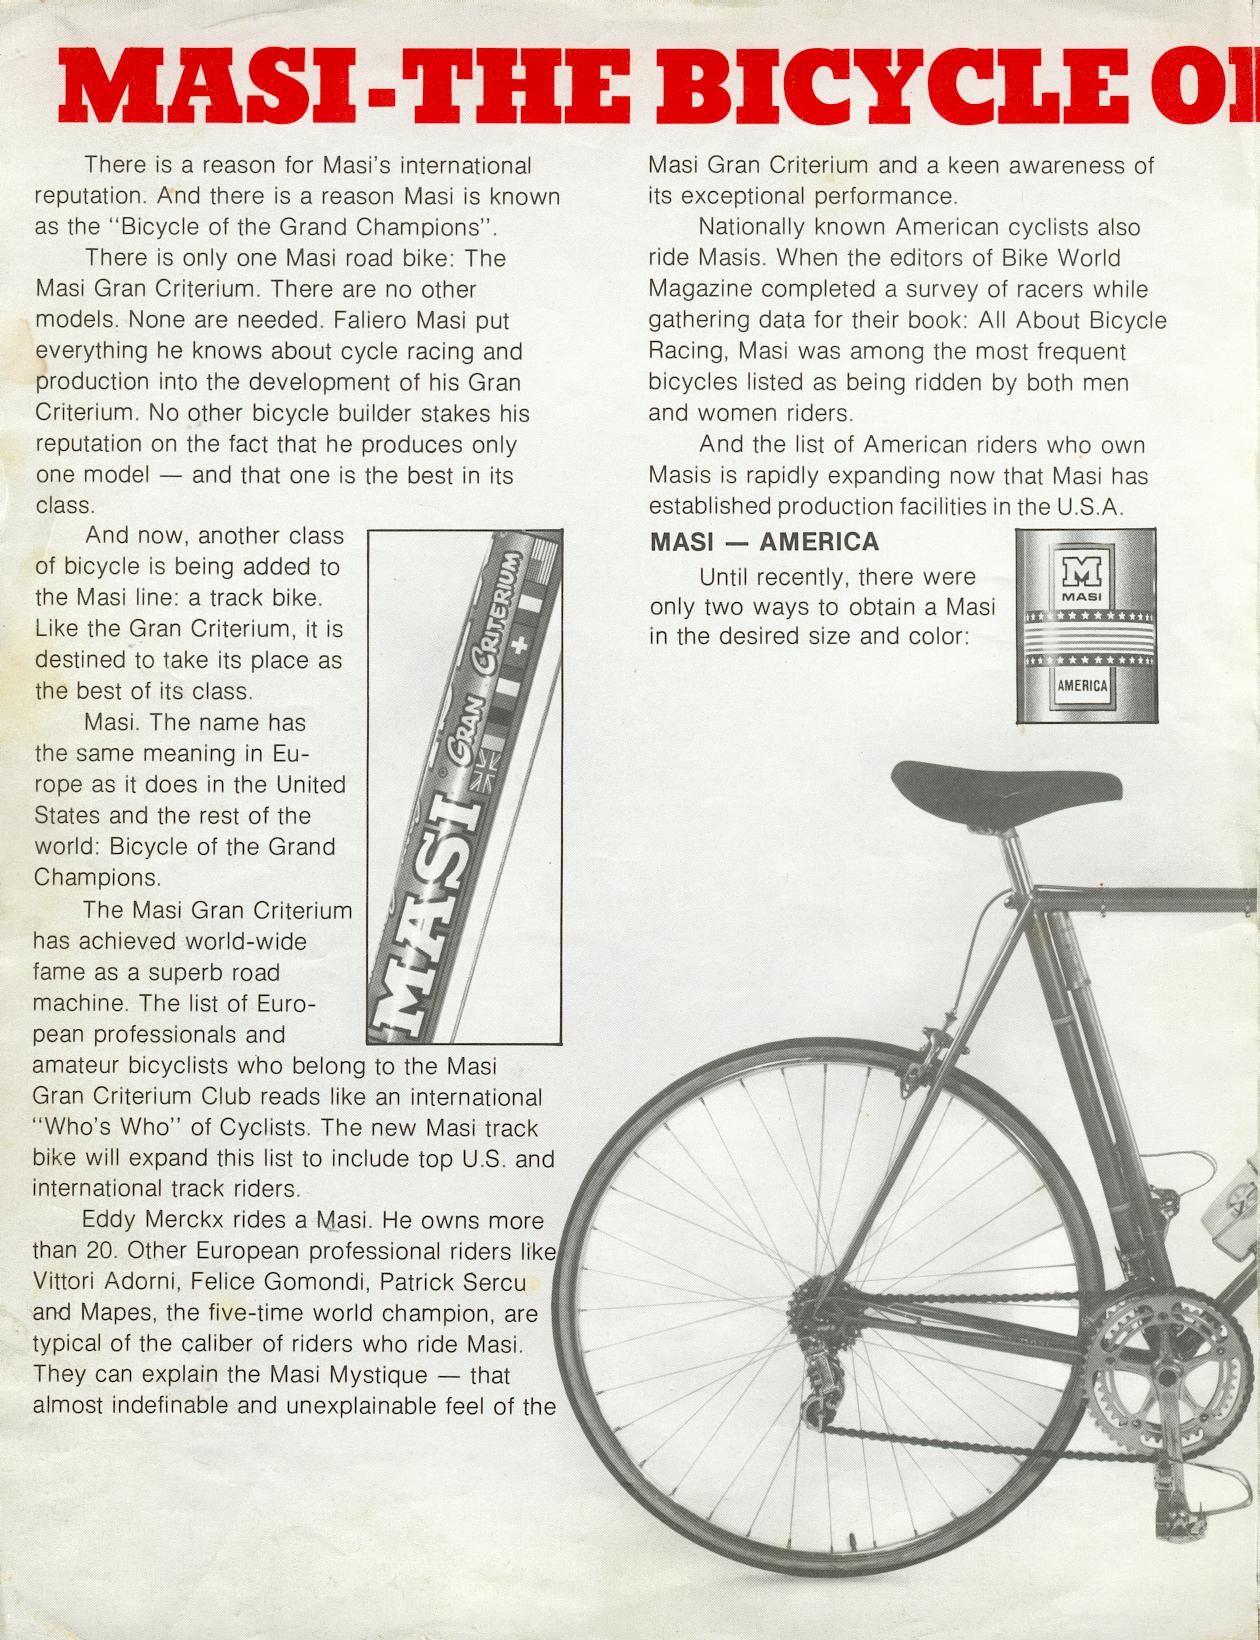 MASI-THE BICYCLE O
There is a reason for Masi's international
reputation. And there is a reason Masi is known
as the "Bicycle of the Grand Champions".
There is only one Masi road bike: The
Masi Gran Criterium. There are no other
models. None are needed. Faliero Masi put
everything he knows about cycle racing and
production into the development of his Gran
Criterium. No other bicycle builder stakes his
reputation on the fact that he produces only
one model — and that one is the best in its
class.
And now, another class
of bicycle is being added to
the Masi line: a track bike.
Like the Gran Criterium, it is
destined to take its place as
the best of its class.
Masi. The name has
the same meaning in Eu-
rope as it does in the United
States and the rest of the
world: Bicycle of the Grand
Champions.
The Masi Gran Criterium
has achieved world-wide
fame as a superb road
machine. The list of Euro-
pean professionals and
amateur bicyclists who belong to the Masi
Gran Criterium Club reads like an international
"Who's Who" of Cyclists. The new Masi track
bike will expand this list to include top U.S. and
international track riders.
Eddy Merckx rides a Masi. He owns more
than 20. Other European professional riders like
Vittori Adorni, Felice Gomondi, Patrick Sercu
and Mapes, the five-time world champion, are
typical of the caliber of riders who ride Masi.
They can explain the Masi Mystique — that
almost indefinable and unexplainable feel of the
MASI ® GRAN CRITERIUM
Masi Gran Criterium and a keen awareness of
its exceptional performance.
Nationally known American cyclists also
ride Masis. When the editors of Bike World
Magazine completed a survey of racers while
gathering data for their book: All About Bicycle
Racing, Masi was among the most frequent
bicycles listed as being ridden by both men
and women riders.
And the list of American riders who own
Masis is rapidly expanding now that Masi has
established production facilities in the U.S.A.
MASI — AMERICA
Until recently, there were
only two ways to obtain a Masi
in the desired size and color:
M
MASI
AMERICA